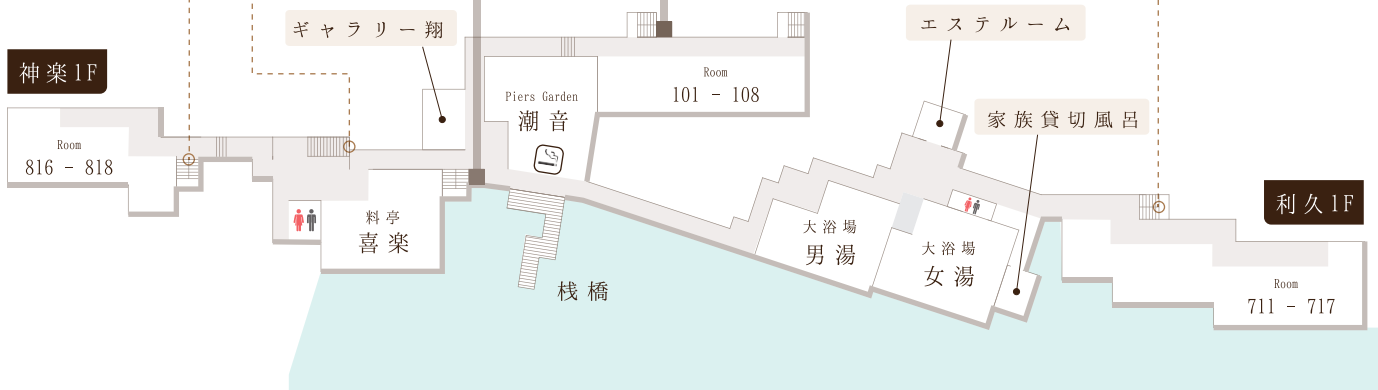 神楽1F
Room
816 − 818
ギャラリー翔
Piers Garden
潮音
Room
101 − 108
料亭
喜楽
桟橋
エステルーム
家族貸切風呂
大浴場
男湯
大浴場
女湯
利久1F
Room
711 − 717